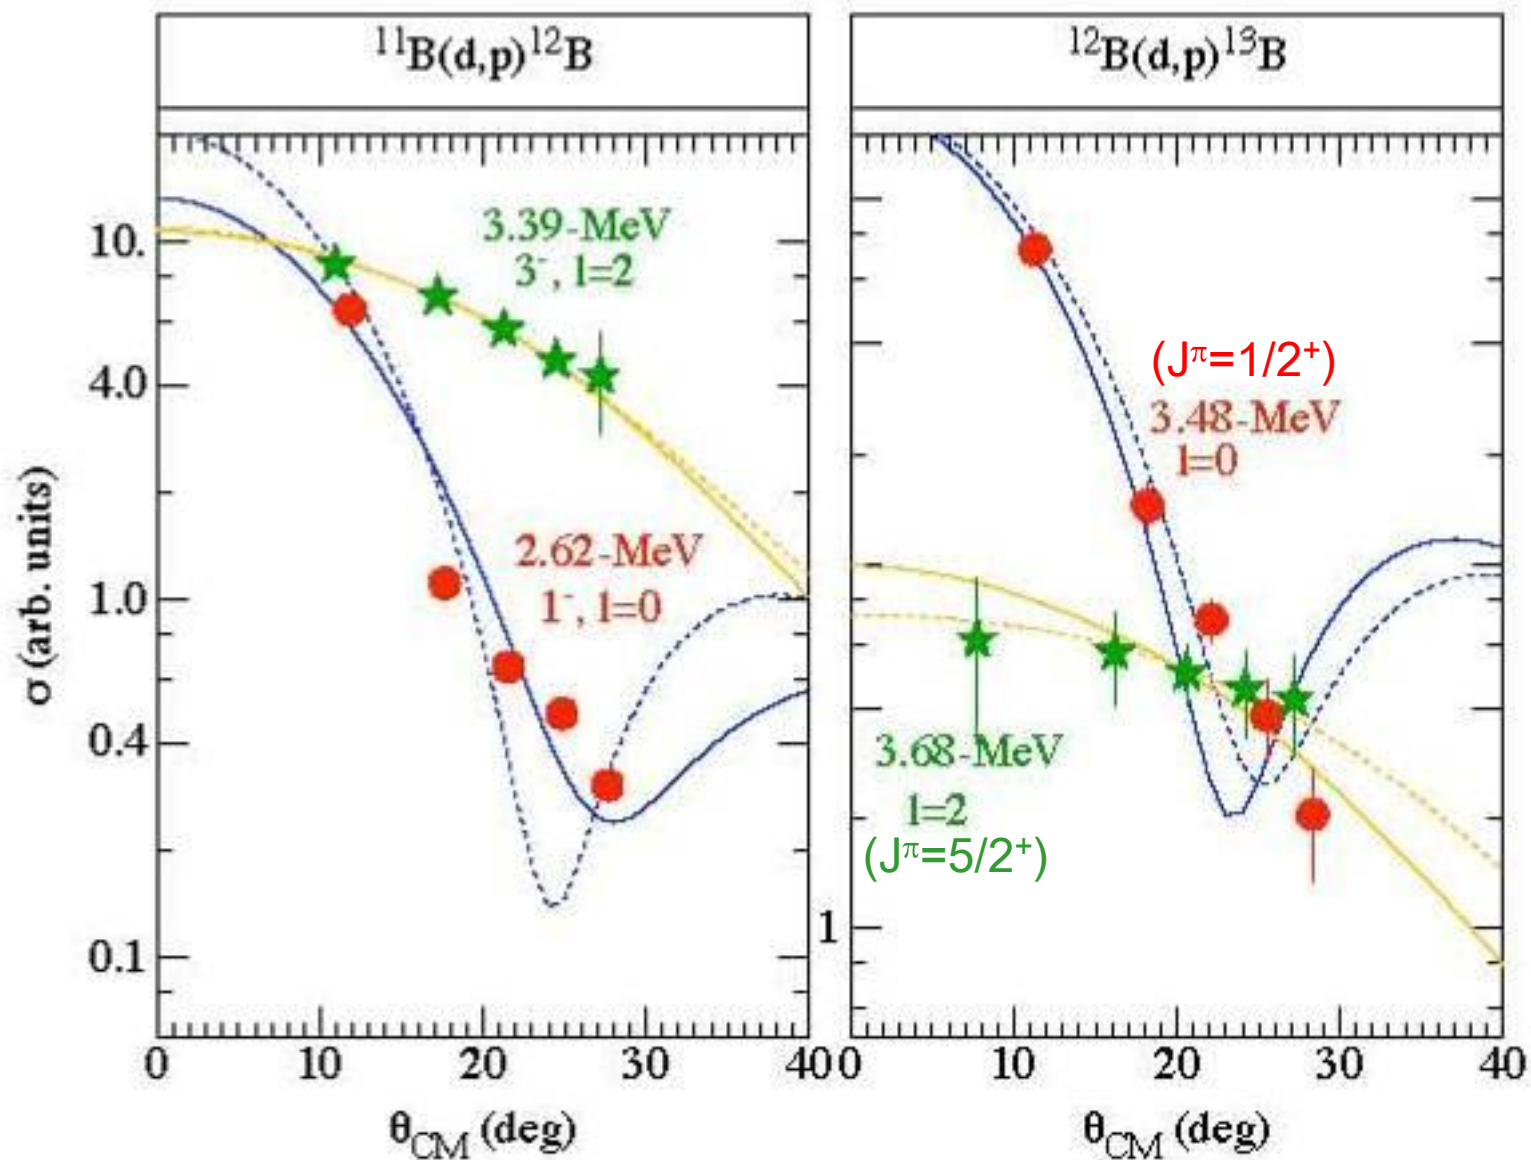 ¹¹B(d,p)¹²B
¹²B(d,p)¹³B
σ (arb. units)
10.
4.0
1.0
0.4
0.1
3.39-MeV
3⁻, l=2
2.62-MeV
1⁻, l=0
0
10
20
30
40
θCM (deg)
(Jπ=1/2⁺)
3.48-MeV
l=0
3.68-MeV
l=2
(Jπ=5/2⁺)
1
0
10
20
30
40
θCM (deg)